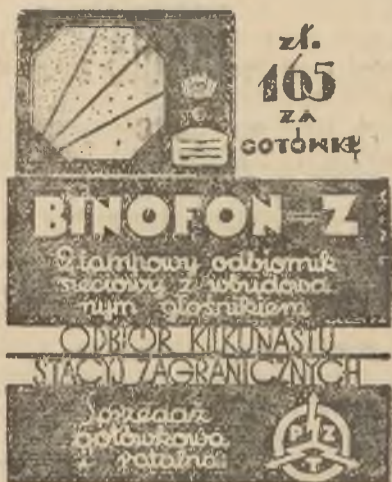 zł.
165
ZA
GOTÓWKĘ
BINOFON-Z
2 lampowy odbiornik
sieciowy z wbudowa
nym głośnikiem
ODBIÓR KILKUNASTU
STACYJ ZAGRANICZNYCH
Sprzedaż
gotówkowa
i ratalna
P Z
T